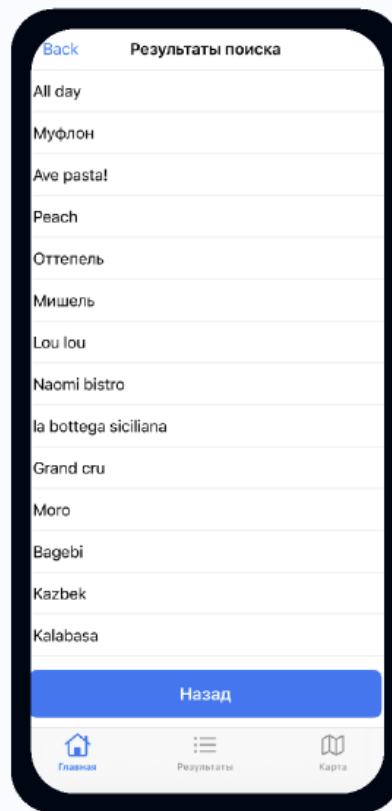 Back Результаты поиска
All day
Муфлон
Ave pasta!
Peach
Оттепель
Мишель
Lou lou
Naomi bistro
la bottega siciliana
Grand cru
Moro
Bagebi
Kazbek
Kalabasa
Назад
Главная Результаты Карта